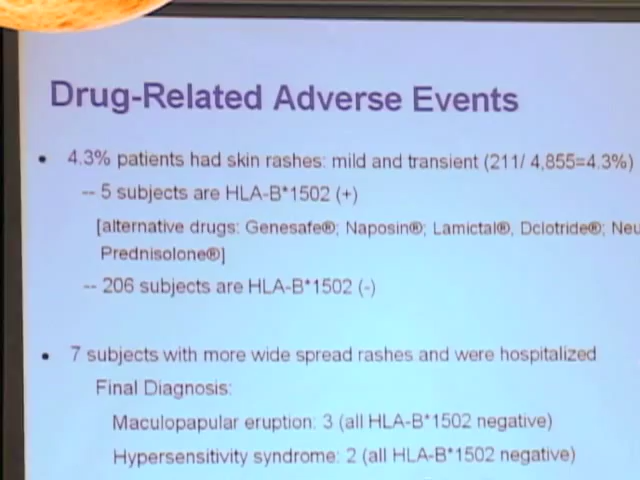 Drug-Related Adverse Events
• 4.3% patients had skin rashes: mild and transient (211/ 4,855=4.3%)
-- 5 subjects are HLA-B*1502 (+)
[alternative drugs: Genesafe®; Naposin®; Lamictal®, Dclotride®; Neu
Prednisolone®]
-- 206 subjects are HLA-B*1502 (-)
• 7 subjects with more wide spread rashes and were hospitalized
Final Diagnosis:
Maculopapular eruption: 3 (all HLA-B*1502 negative)
Hypersensitivity syndrome: 2 (all HLA-B*1502 negative)